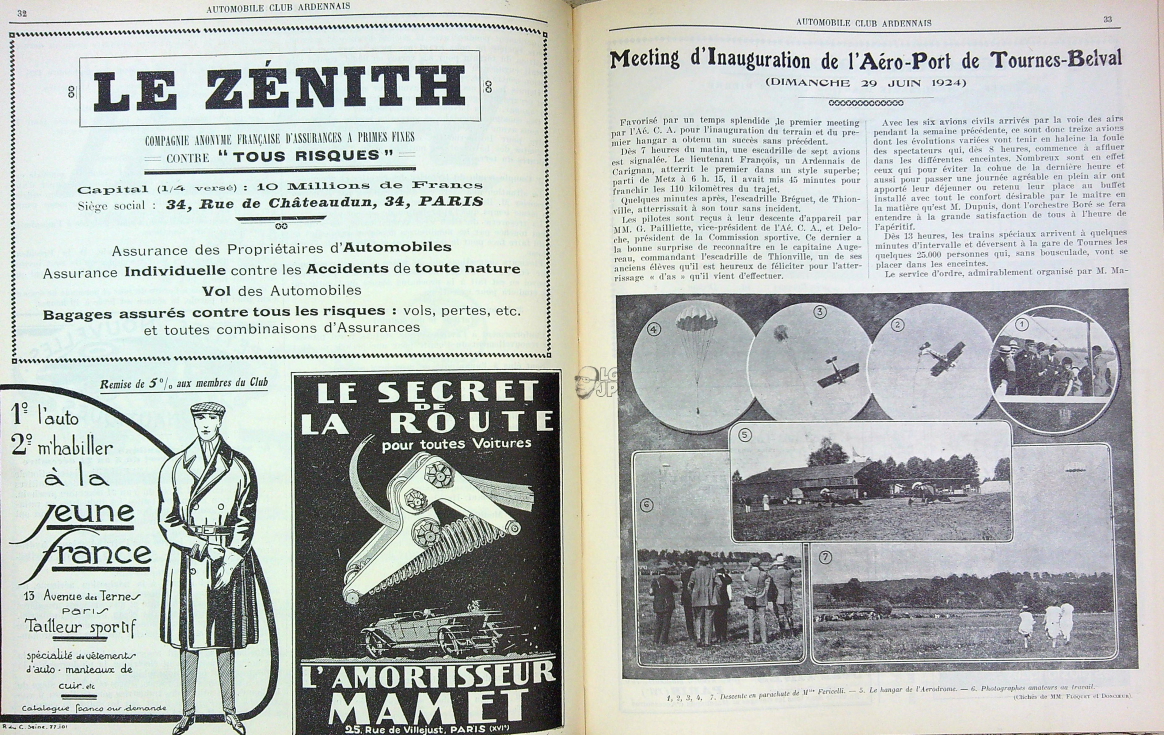 32
AUTOMOBILE CLUB ARDENNAIS
LE ZÉNITH
COMPAGNIE ANONYME FRANÇAISE D'ASSURANCES A PRIMES FIXES
CONTRE "TOUS RISQUES"
Capital (1/4 versé) : 10 Millions de Francs
Siège social : 34, Rue de Châteaudun, 34, PARIS
Assurance des Propriétaires d'Automobiles
Assurance Individuelle contre les Accidents de toute nature
Vol des Automobiles
Bagages assurés contre tous les risques : vols, pertes, etc.
et toutes combinaisons d'Assurances
Remise de 5% aux membres du Club
1º l'auto
2º m'habiller
à la
jeune
france
13 Avenue des Ternes
PARIS
Tailleur sportif
spécialité de vêtements
d'auto - manteaux de
cuir. etc
Catalogue franco sur demande
R. du C. Seine. 77.101
LE SECRET
DE
LA ROUTE
pour toutes Voitures
L'AMORTISSEUR
MAMET
25, Rue de Villejust, PARIS (XVIe)
AUTOMOBILE CLUB ARDENNAIS
33
Meeting d'Inauguration de l'Aéro-Port de Tournes-Belval
(DIMANCHE 29 JUIN 1924)
Favorisé par un temps splendide ,le premier meeting
par l'Aé. C. A. pour l'inauguration du terrain et du pre-
mier hangar a obtenu un succès sans précédent.
Dès 7 heures du matin, une escadrille de sept avions
est signalée. Le lieutenant François, un Ardennais de
Carignan, atterrit le premier dans un style superbe;
parti de Metz à 6 h. 15, il avait mis 45 minutes pour
franchir les 110 kilomètres du trajet.
Quelques minutes après, l'escadrille Bréguet, de Thion-
ville, atterrissait à son tour sans incident.
Les pilotes sont reçus à leur descente d'appareil par
MM. G. Pailliette, vice-président de l'Aé. C. A., et Delo-
che, président de la Commission sportive. Ce dernier a
la bonne surprise de reconnaître en le capitaine Auge-
reau, commandant l'escadrille de Thionville, un de ses
anciens élèves qu'il est heureux de féliciter pour l'atter-
rissage « d'as » qu'il vient d'effectuer.
Avec les six avions civils arrivés par la voie des airs
pendant la semaine précédente, ce sont donc treize avions
dont les évolutions variées vont tenir en haleine la foule
des spectateurs qui, dès 8 heures, commence à affluer
dans les différentes enceintes. Nombreux sont en effet
ceux qui pour éviter la cohue de la dernière heure et
aussi pour passer une journée agréable en plein air ont
apporté leur déjeuner ou retenu leur place au buffet
installé avec tout le confort désirable par le maître en
la matière qu'est M. Dupuis, dont l'orchestre Boré se fera
entendre à la grande satisfaction de tous à l'heure de
l'apéritif.
Dès 13 heures, les trains spéciaux arrivent à quelques
minutes d'intervalle et déversent à la gare de Tournes les
quelques 25.000 personnes qui, sans bousculade, vont se
placer dans les enceintes.
Le service d'ordre, admirablement organisé par M. Ma-
4
3
2
1
5
6
7
1, 2, 3, 4, 7. Descente en parachute de Mme Faricelli. — 5. Le hangar de l'Aérodrome. — 6. Photographes amateurs au travail.
(Clichés de MM. Floquet et Doncheur)